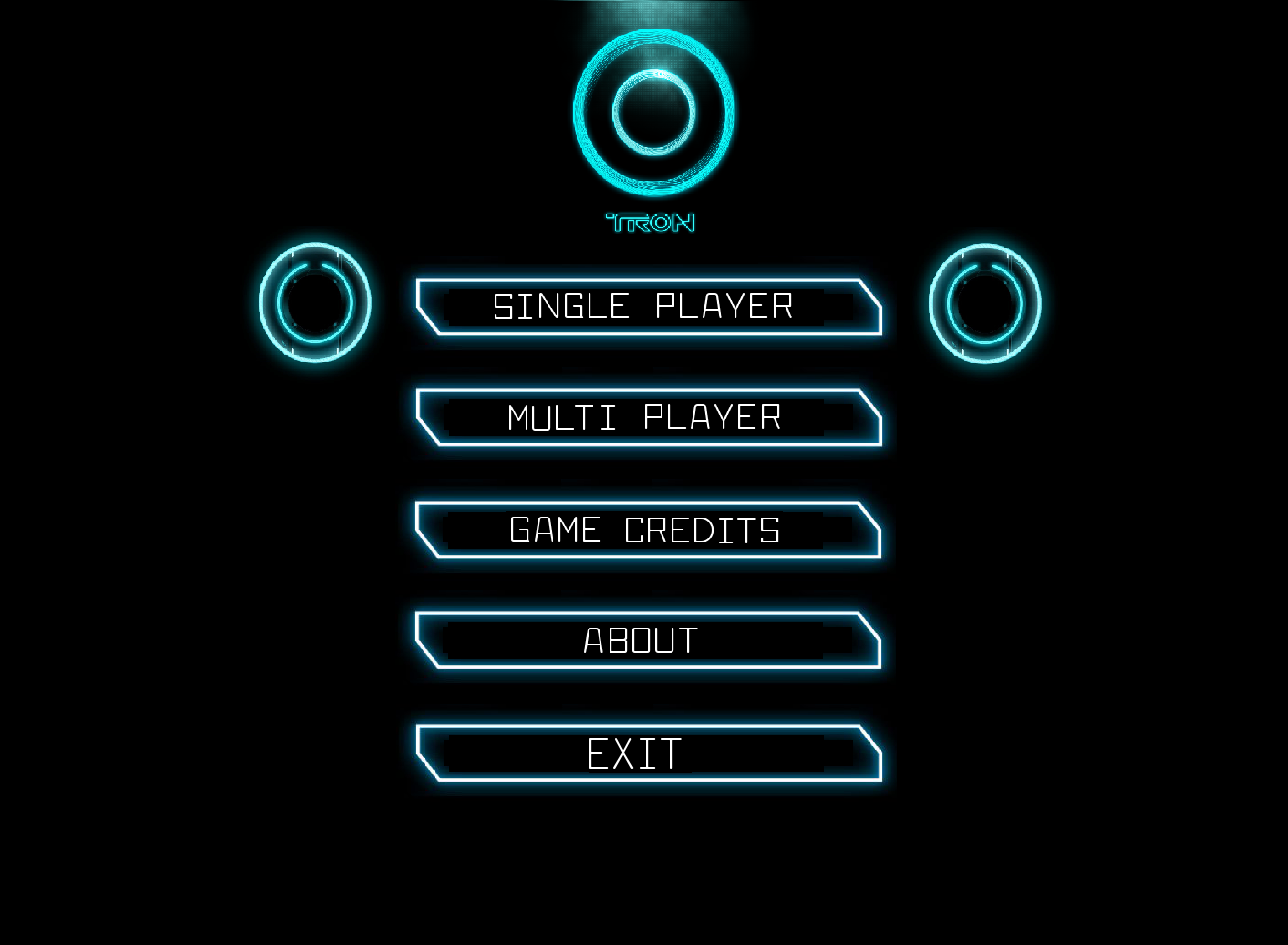 TRON
SINGLE PLAYER
MULTI PLAYER
GAME CREDITS
ABOUT
EXIT